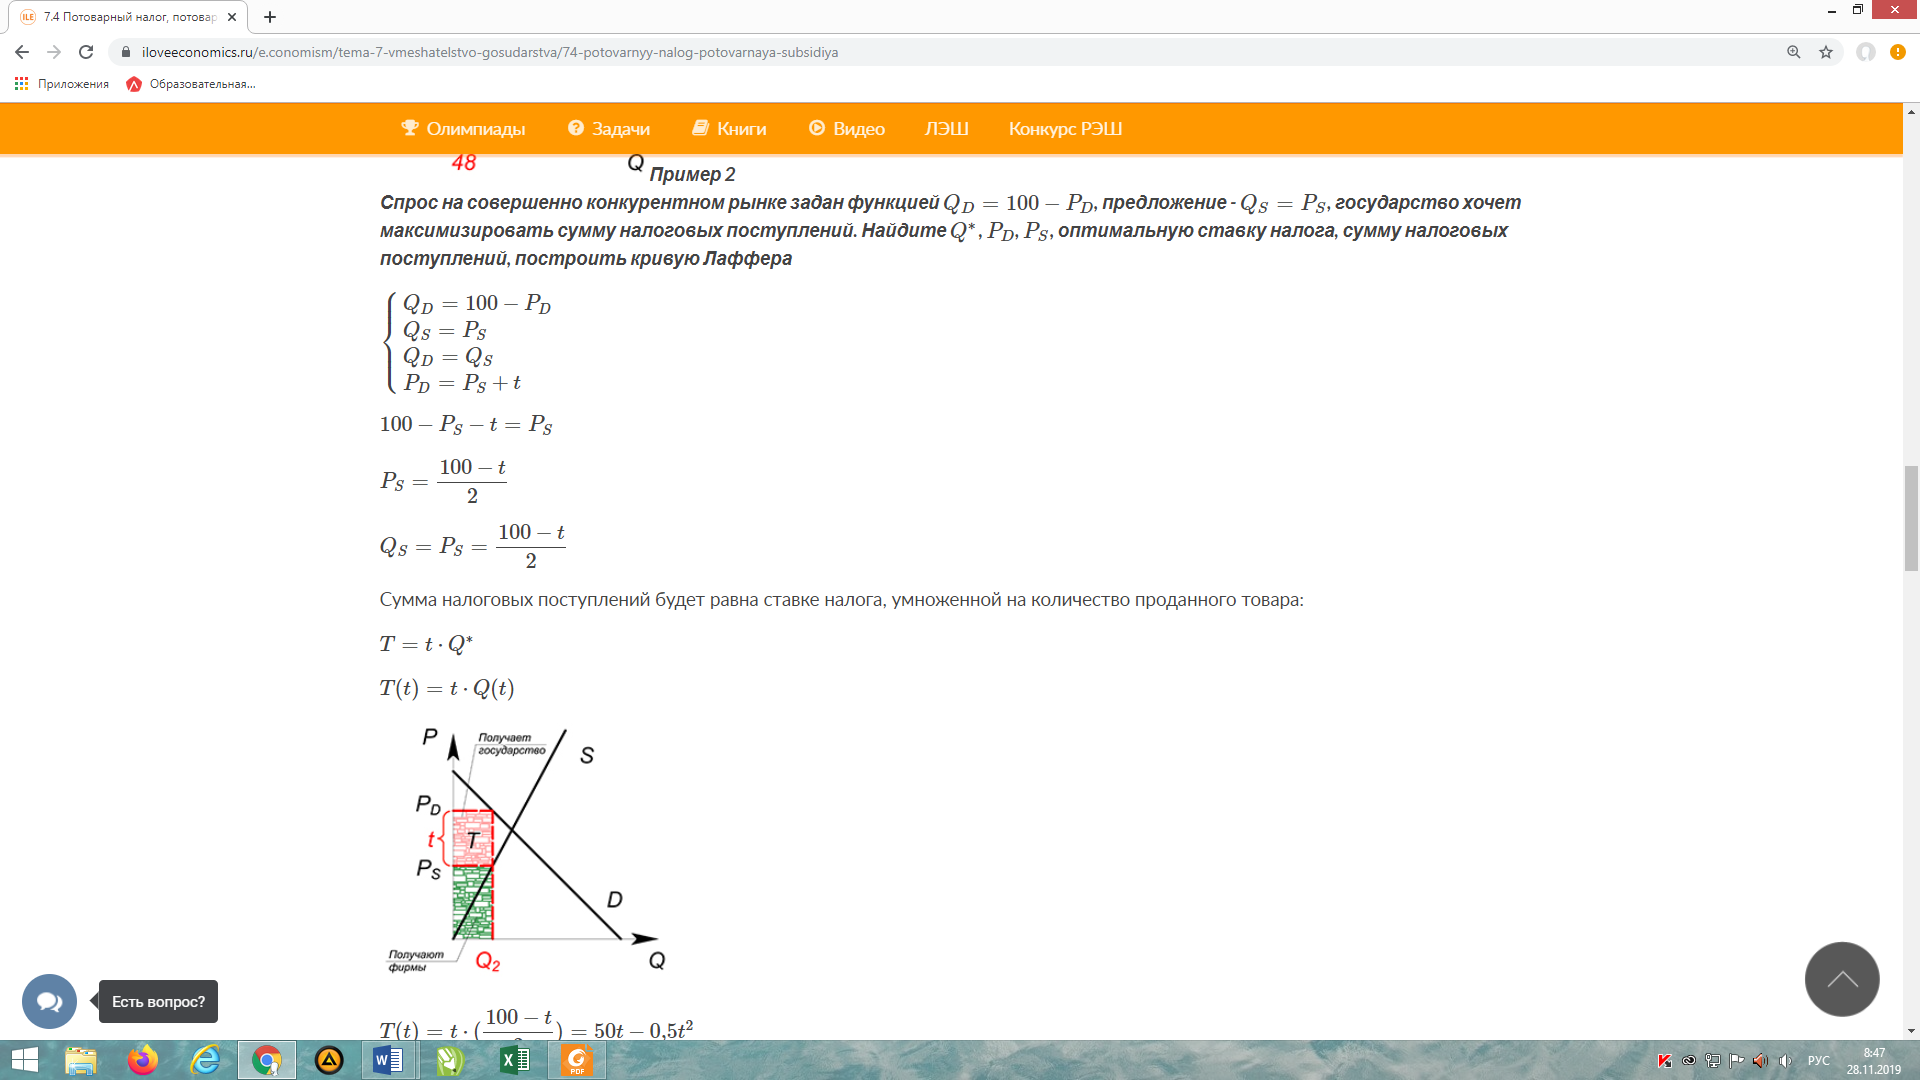 7.4 Потоварный налог, потовар
iloveeconomics.ru/e.conomism/tema-7-vmeshatelstvo-gosudarstva/74-potovarnyy-nalog-potovarnaya-subsidiya
Приложения Образовательная...
Олимпиады Задачи Книги Видео ЛЭШ Конкурс РЭШ
48 Q Пример 2
Спрос на совершенно конкурентном рынке задан функцией Q_D = 100 − P_D, предложение - Q_S = P_S, государство хочет
максимизировать сумму налоговых поступлений. Найдите Q*, P_D, P_S, оптимальную ставку налога, сумму налоговых
поступлений, построить кривую Лаффера
Q_D = 100 − P_D
Q_S = P_S
Q_D = Q_S
P_D = P_S + t
100 − P_S − t = P_S
P_S = (100 − t)/2
Q_S = P_S = (100 − t)/2
Сумма налоговых поступлений будет равна ставке налога, умноженной на количество проданного товара:
T = t · Q*
T(t) = t · Q(t)
P Получает
государство S
P_D
t T
P_S
D
Получают
фирмы Q_2 Q
Есть вопрос?
T(t) = t · ((100 − t)/2) = 50t − 0,5t²
РУС 8:47
28.11.2019